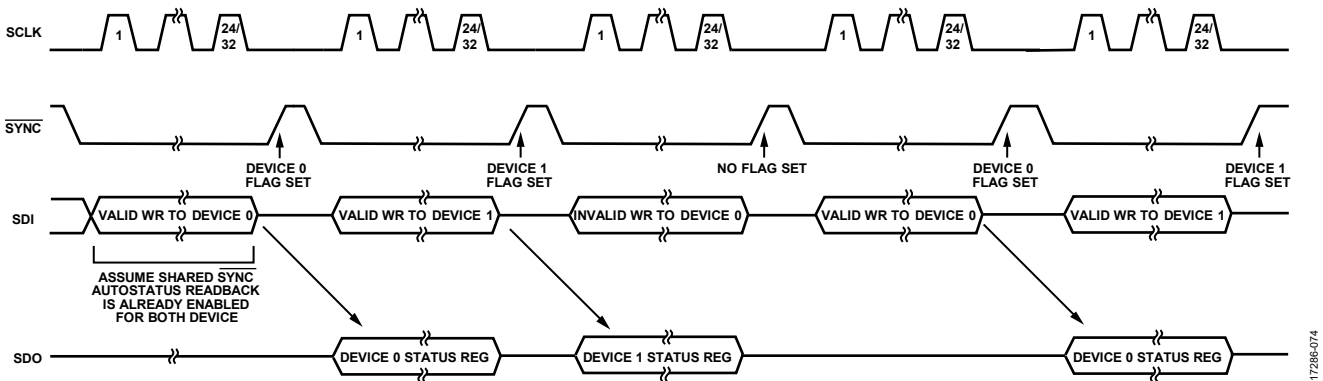 SCLK
1
24/
32
1
24/
32
1
24/
32
1
24/
32
1
24/
32
SYNC
DEVICE 0
FLAG SET
DEVICE 1
FLAG SET
NO FLAG SET
DEVICE 0
FLAG SET
DEVICE 1
FLAG SET
SDI
VALID WR TO DEVICE 0
VALID WR TO DEVICE 1
INVALID WR TO DEVICE 0
VALID WR TO DEVICE 0
VALID WR TO DEVICE 1
ASSUME SHARED SYNC
AUTOSTATUS READBACK
IS ALREADY ENABLED
FOR BOTH DEVICE
SDO
DEVICE 0 STATUS REG
DEVICE 1 STATUS REG
DEVICE 0 STATUS REG
17286-074